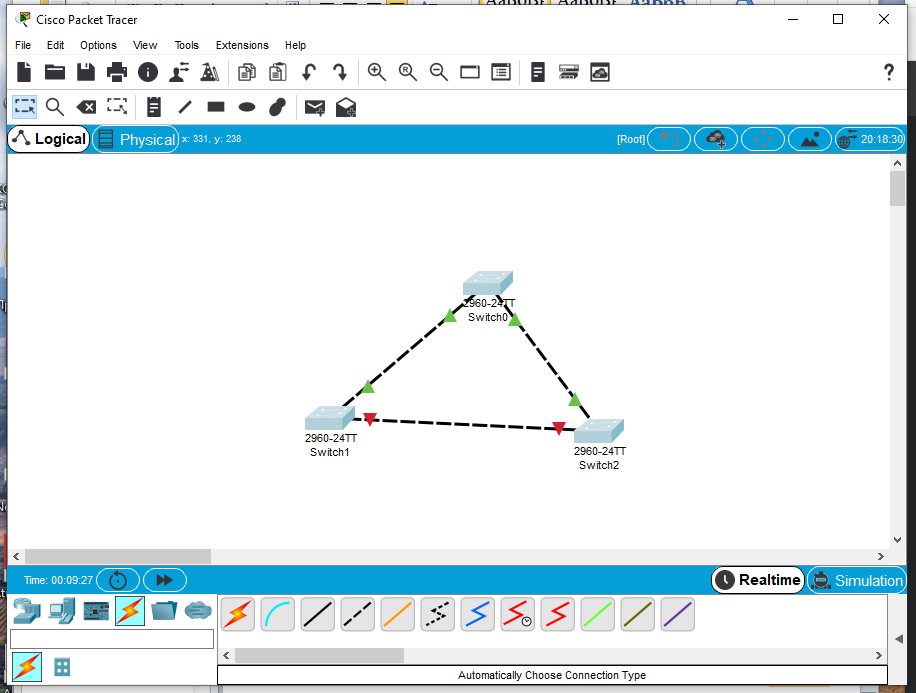 Cisco Packet Tracer
File Edit Options View Tools Extensions Help
?
Logical Physical x: 331, y: 238 [Root] 20:18:30
2960-24TT
Switch0
2960-24TT
Switch1
2960-24TT
Switch2
Time: 00:09:27 Realtime Simulation
Automatically Choose Connection Type